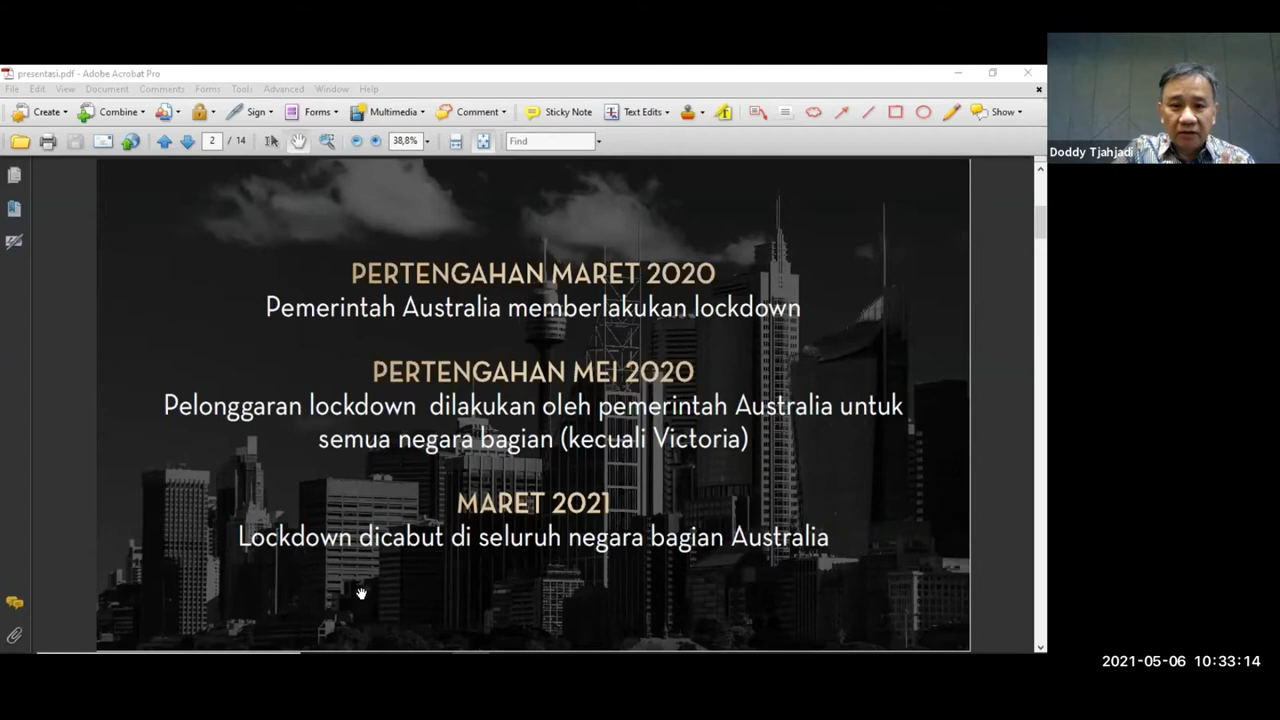 presentasi.pdf - Adobe Acrobat Pro
File Edit View Document Comments Forms Tools Advanced Window Help
Create Combine Sign Forms Multimedia Comment Sticky Note Text Edits Show
2 / 14 38,8% Find
PERTENGAHAN MARET 2020
Pemerintah Australia memberlakukan lockdown
PERTENGAHAN MEI 2020
Pelonggaran lockdown dilakukan oleh pemerintah Australia untuk
semua negara bagian (kecuali Victoria)
MARET 2021
Lockdown dicabut di seluruh negara bagian Australia
Doddy Tjahjadi
2021-05-06 10:33:14